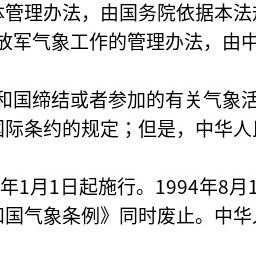 体管理办法，由国务院依据本法规
放军气象工作的管理办法，由中
和国缔结或者参加的有关气象活
国际条约的规定；但是，中华人民
年1月1日起施行。1994年8月1
和国气象条例》同时废止。中华人